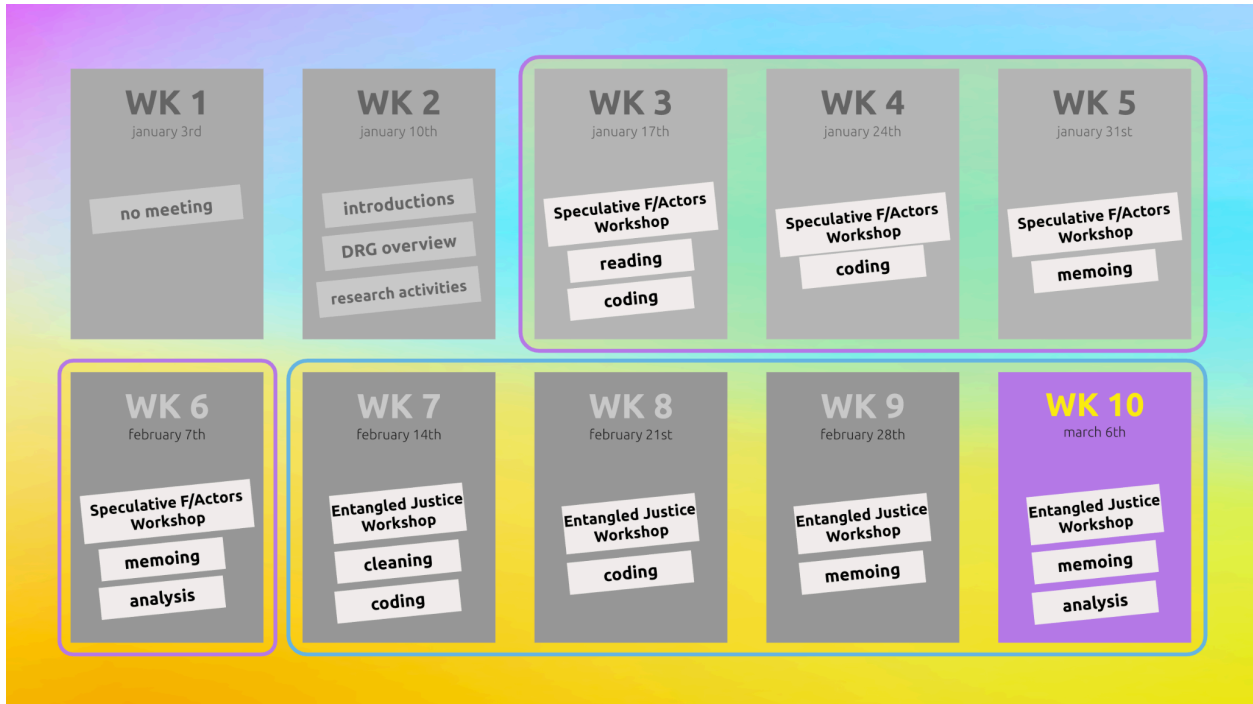 WK 1
january 3rd
no meeting
WK 2
january 10th
introductions
DRG overview
research activities
WK 3
january 17th
Speculative F/Actors
Workshop
reading
coding
WK 4
january 24th
Speculative F/Actors
Workshop
coding
WK 5
january 31st
Speculative F/Actors
Workshop
memoing
WK 6
february 7th
Speculative F/Actors
Workshop
memoing
analysis
WK 7
february 14th
Entangled Justice
Workshop
cleaning
coding
WK 8
february 21st
Entangled Justice
Workshop
coding
WK 9
february 28th
Entangled Justice
Workshop
memoing
WK 10
march 6th
Entangled Justice
Workshop
memoing
analysis